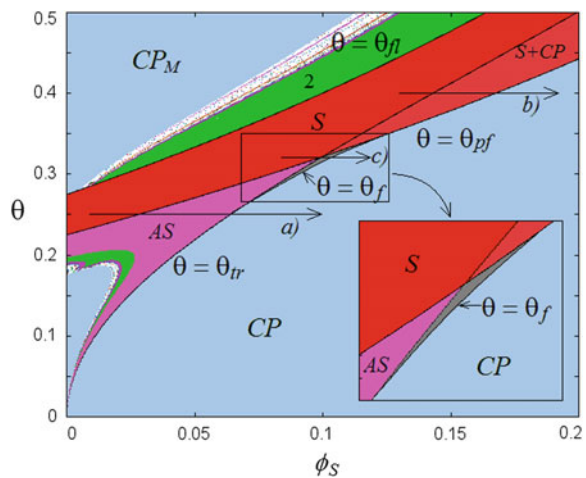 0.5
0.4
0.3
0.2
0.1
0
θ
0
0.05
0.1
0.15
0.2
ϕ_S
CP_M
θ = θ_fl
2
S
S+CP
b)
θ = θ_pf
c)
θ = θ_f
a)
AS
θ = θ_tr
CP
S
θ = θ_f
AS
CP